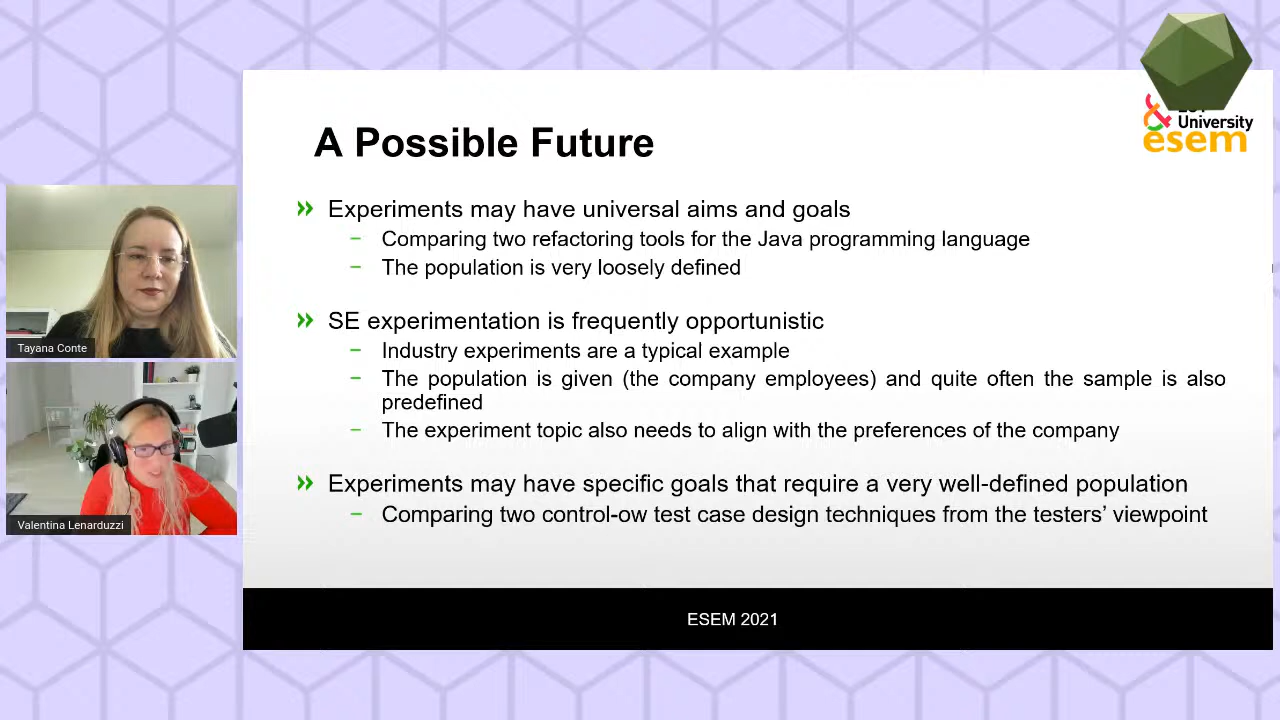 A Possible Future
University
esem
Experiments may have universal aims and goals
Comparing two refactoring tools for the Java programming language
The population is very loosely defined
SE experimentation is frequently opportunistic
Industry experiments are a typical example
The population is given (the company employees) and quite often the sample is also
predefined
The experiment topic also needs to align with the preferences of the company
Experiments may have specific goals that require a very well-defined population
Comparing two control-ow test case design techniques from the testers’ viewpoint
Tayana Conte
Valentina Lenarduzzi
ESEM 2021